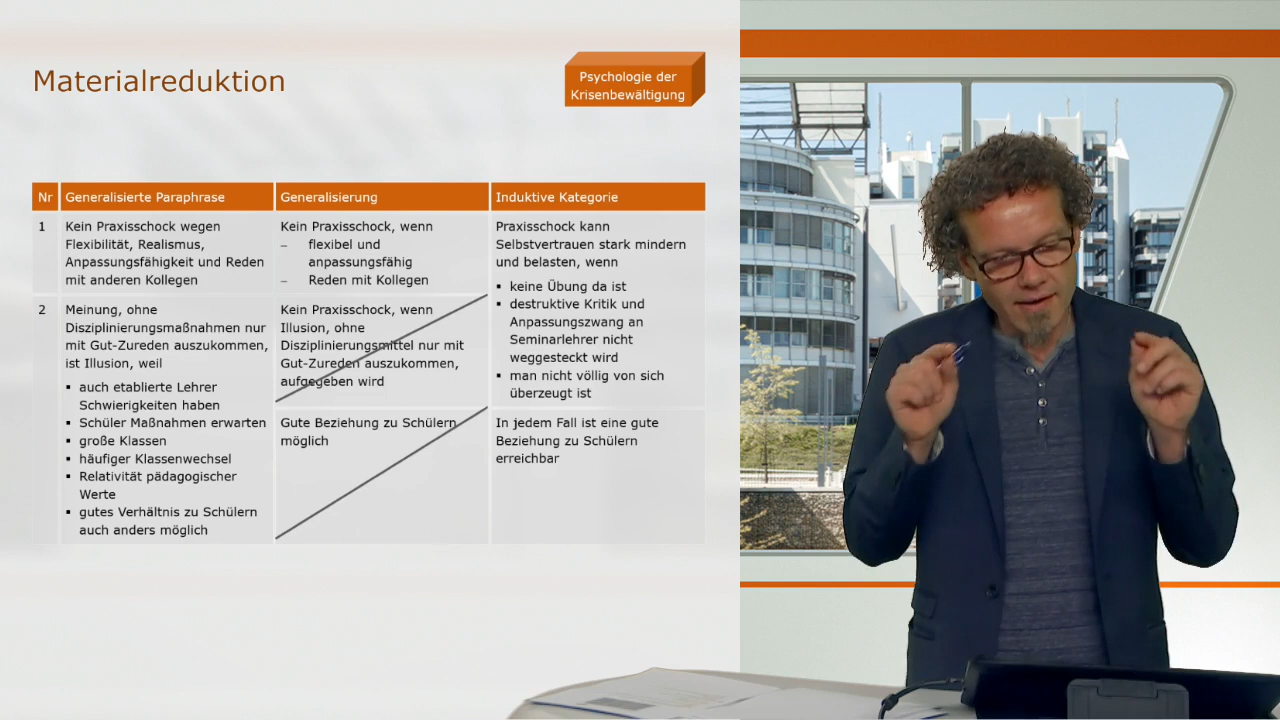 Materialreduktion
Psychologie der
Krisenbewältigung
Nr
Generalisierte Paraphrase
Generalisierung
Induktive Kategorie
1
Kein Praxisschock wegen
Flexibilität, Realismus,
Anpassungsfähigkeit und Reden
mit anderen Kollegen
Kein Praxisschock, wenn
– flexibel und
anpassungsfähig
– Reden mit Kollegen
Praxisschock kann
Selbstvertrauen stark mindern
und belasten, wenn
▪ keine Übung da ist
▪ destruktive Kritik und
Anpassungszwang an
Seminarlehrer nicht
weggesteckt wird
▪ man nicht völlig von sich
überzeugt ist
2
Meinung, ohne
Disziplinierungsmaßnahmen nur
mit Gut-Zureden auszukommen,
ist Illusion, weil
▪ auch etablierte Lehrer
Schwierigkeiten haben
▪ Schüler Maßnahmen erwarten
▪ große Klassen
▪ häufiger Klassenwechsel
▪ Relativität pädagogischer
Werte
▪ gutes Verhältnis zu Schülern
auch anders möglich
Kein Praxisschock, wenn
Illusion, ohne
Disziplinierungsmittel nur mit
Gut-Zureden auszukommen,
aufgegeben wird
Gute Beziehung zu Schülern
möglich
In jedem Fall ist eine gute
Beziehung zu Schülern
erreichbar